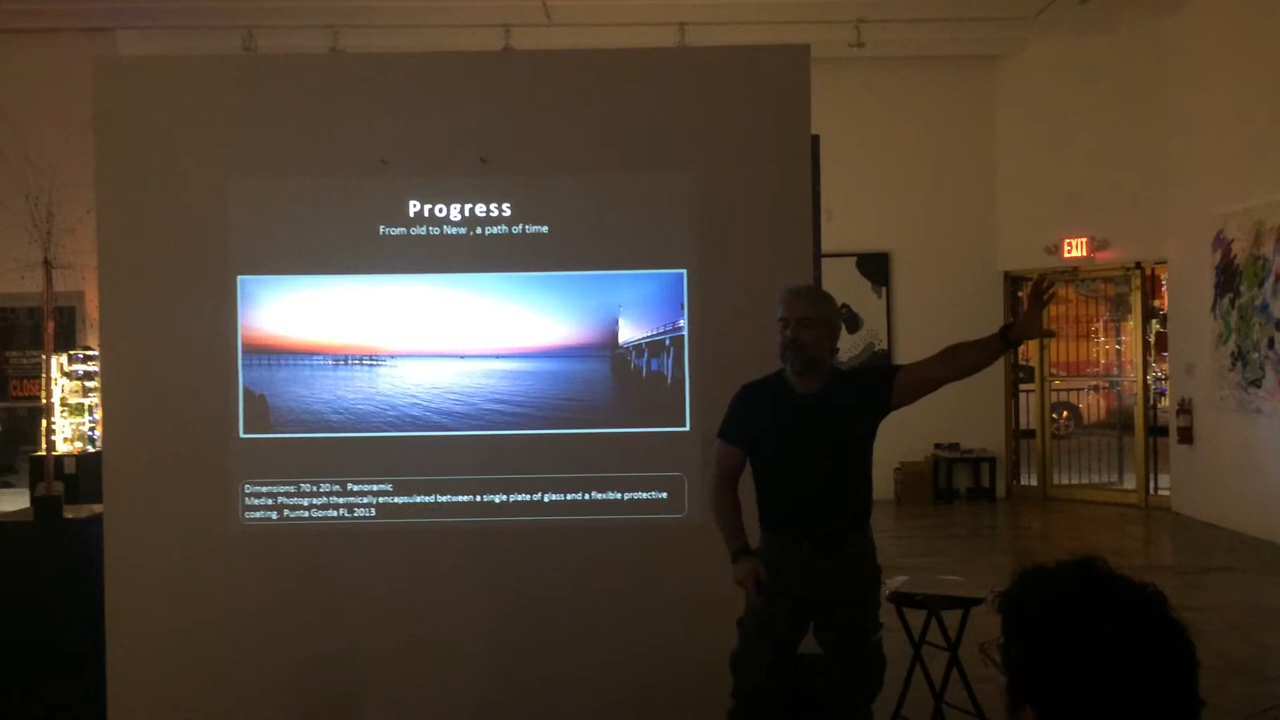 Progress
From old to New , a path of time
Dimensions: 70 x 20 in. Panoramic
Media: Photograph thermically encapsulated between a single plate of glass and a flexible protective
coating. Punta Gorda FL, 2013
EXIT
CLOSE